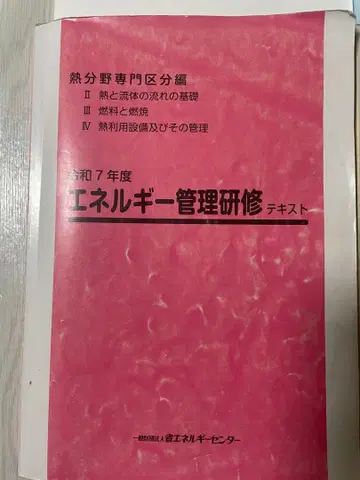 熱分野専門区分編
Ⅱ 熱と流体の流れの基礎
Ⅲ 燃料と燃焼
Ⅳ 熱利用設備及びその管理
令和7年度
エネルギー管理研修 テキスト
一般財団法人 省エネルギーセンター